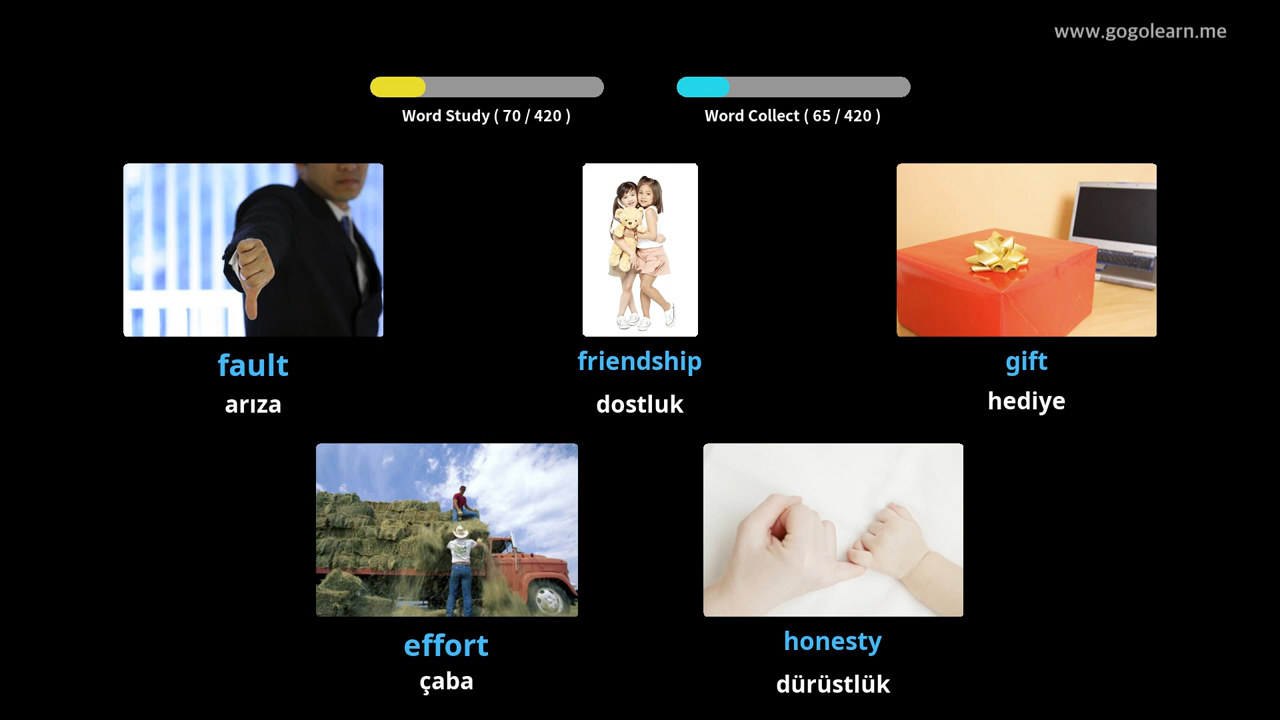 www.gogolearn.me
Word Study ( 70 / 420 )
Word Collect ( 65 / 420 )
fault
arıza
friendship
dostluk
gift
hediye
effort
çaba
honesty
dürüstlük